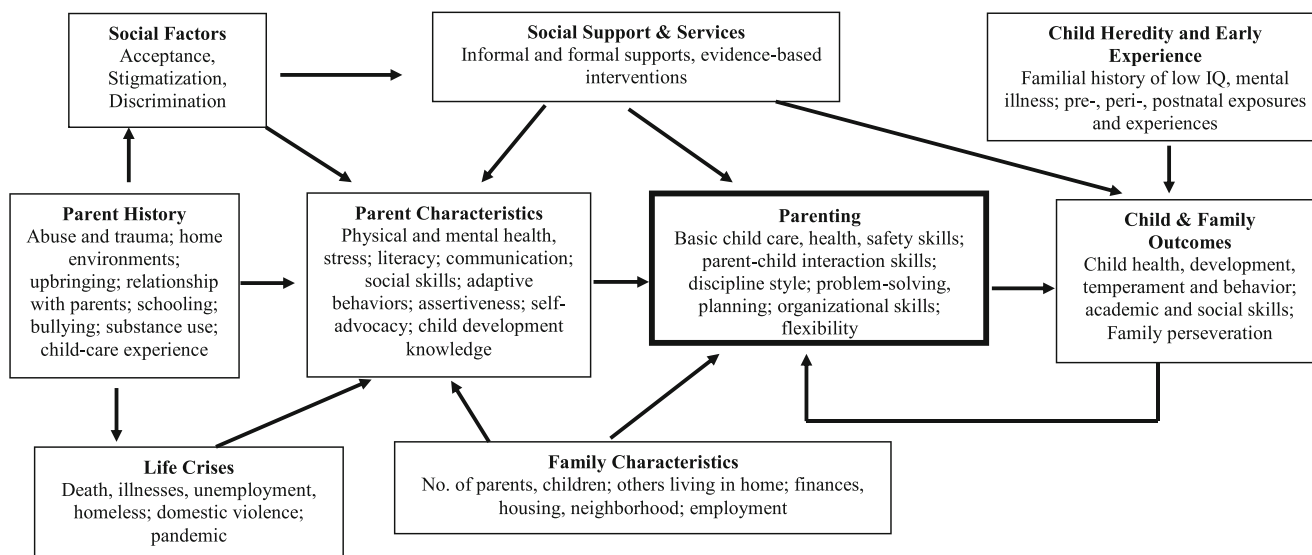 Social Factors
Acceptance,
Stigmatization,
Discrimination
Social Support & Services
Informal and formal supports, evidence-based
interventions
Child Heredity and Early
Experience
Familial history of low IQ, mental
illness; pre-, peri-, postnatal exposures
and experiences
Parent History
Abuse and trauma; home
environments;
upbringing; relationship
with parents; schooling;
bullying; substance use;
child-care experience
Parent Characteristics
Physical and mental health,
stress; literacy; communication;
social skills; adaptive
behaviors; assertiveness; self-
advocacy; child development
knowledge
Parenting
Basic child care, health, safety skills;
parent-child interaction skills;
discipline style; problem-solving,
planning; organizational skills;
flexibility
Child & Family
Outcomes
Child health, development,
temperament and behavior;
academic and social skills;
Family perseveration
Life Crises
Death, illnesses, unemployment,
homeless; domestic violence;
pandemic
Family Characteristics
No. of parents, children; others living in home; finances,
housing, neighborhood; employment